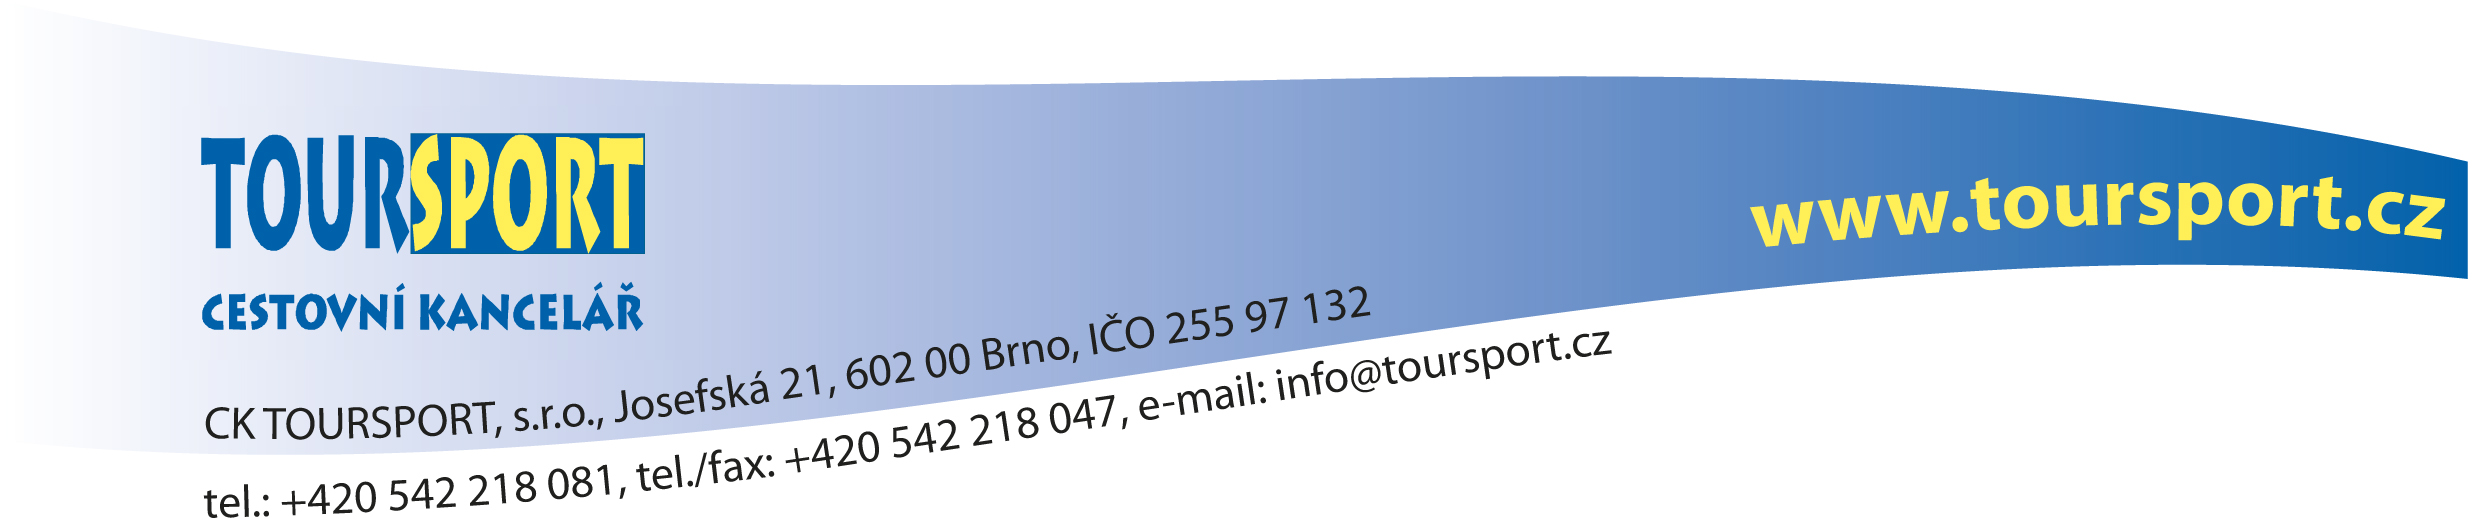 TOURSPORT
CESTOVNÍ KANCELÁŘ
www.toursport.cz
CK TOURSPORT, s.r.o., Josefská 21, 602 00 Brno, IČO 255 97 132
tel.: +420 542 218 081, tel./fax: +420 542 218 047, e-mail: info@toursport.cz